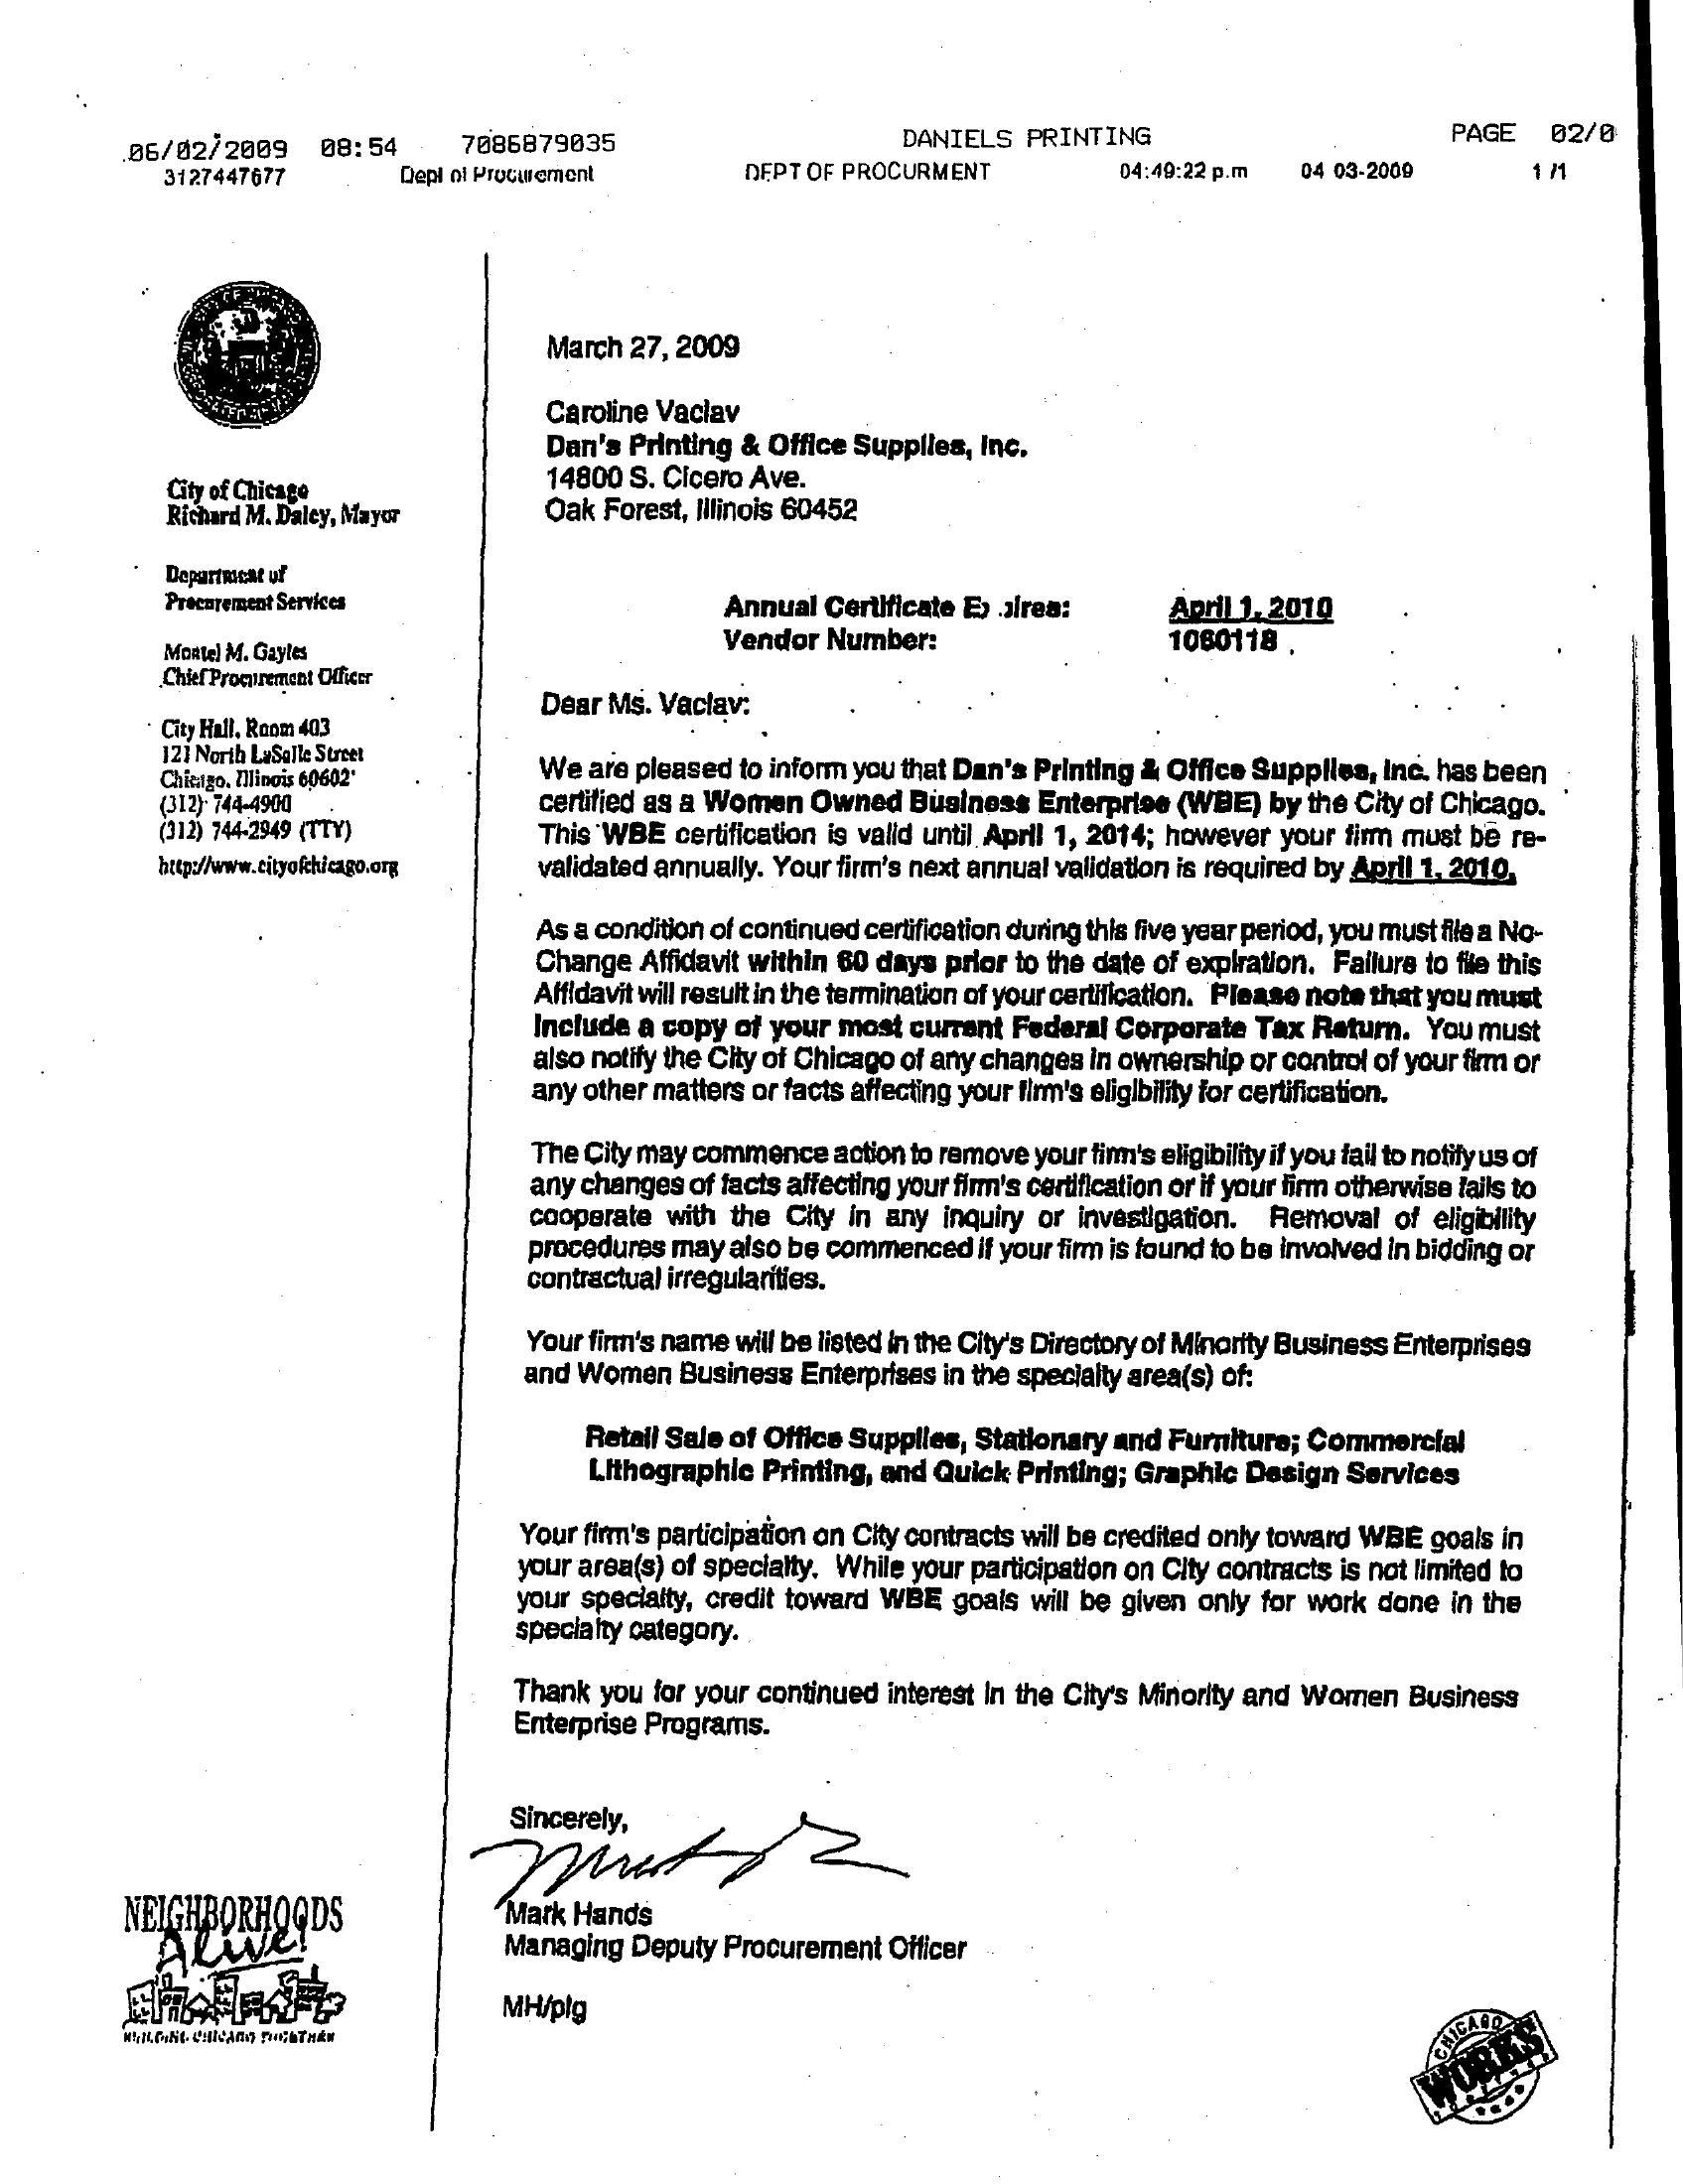 06/02/2009 08:54 7086879035 DANIELS PRINTING PAGE 02/0
3127447677 Dept of Procurement DEPT OF PROCURMENT 04:49:22 p.m 04 03-2009 1 /1
March 27, 2009
Caroline Vaclav
Dan's Printing & Office Supplies, Inc.
14800 S. Cicero Ave.
Oak Forest, Illinois 60452
City of Chicago
Richard M. Daley, Mayor
Department of
Procurement Services
Montel M. Gayles
Chief Procurement Officer
City Hall, Room 403
121 North LaSalle Street
Chicago, Illinois 60602
(312) 744-4900
(312) 744-2949 (TTY)
http://www.cityofchicago.org
Annual Certificate Expires: April 1, 2010
Vendor Number: 1060118
Dear Ms. Vaclav:
We are pleased to inform you that Dan's Printing & Office Supplies, Inc. has been
certified as a Women Owned Business Enterprise (WBE) by the City of Chicago.
This WBE certification is valid until April 1, 2014; however your firm must be re-
validated annually. Your firm's next annual validation is required by April 1, 2010.
As a condition of continued certification during this five year period, you must file a No-
Change Affidavit within 60 days prior to the date of expiration. Failure to file this
Affidavit will result in the termination of your certification. Please note that you must
include a copy of your most current Federal Corporate Tax Return. You must
also notify the City of Chicago of any changes in ownership or control of your firm or
any other matters or facts affecting your firm's eligibility for certification.
The City may commence action to remove your firm's eligibility if you fail to notify us of
any changes of facts affecting your firm's certification or if your firm otherwise fails to
cooperate with the City in any inquiry or investigation. Removal of eligibility
procedures may also be commenced if your firm is found to be involved in bidding or
contractual irregularities.
Your firm's name will be listed in the City's Directory of Minority Business Enterprises
and Women Business Enterprises in the specialty area(s) of:
Retail Sale of Office Supplies, Stationary and Furniture; Commercial
Lithographic Printing, and Quick Printing; Graphic Design Services
Your firm's participation on City contracts will be credited only toward WBE goals in
your area(s) of specialty. While your participation on City contracts is not limited to
your specialty, credit toward WBE goals will be given only for work done in the
specialty category.
Thank you for your continued interest in the City's Minority and Women Business
Enterprise Programs.
Sincerely,
Mark Hands
Managing Deputy Procurement Officer
MH/plg
NEIGHBORHOODS
Alive!
BUILDING CHICAGO TOGETHER
CHICAGO
WORKS